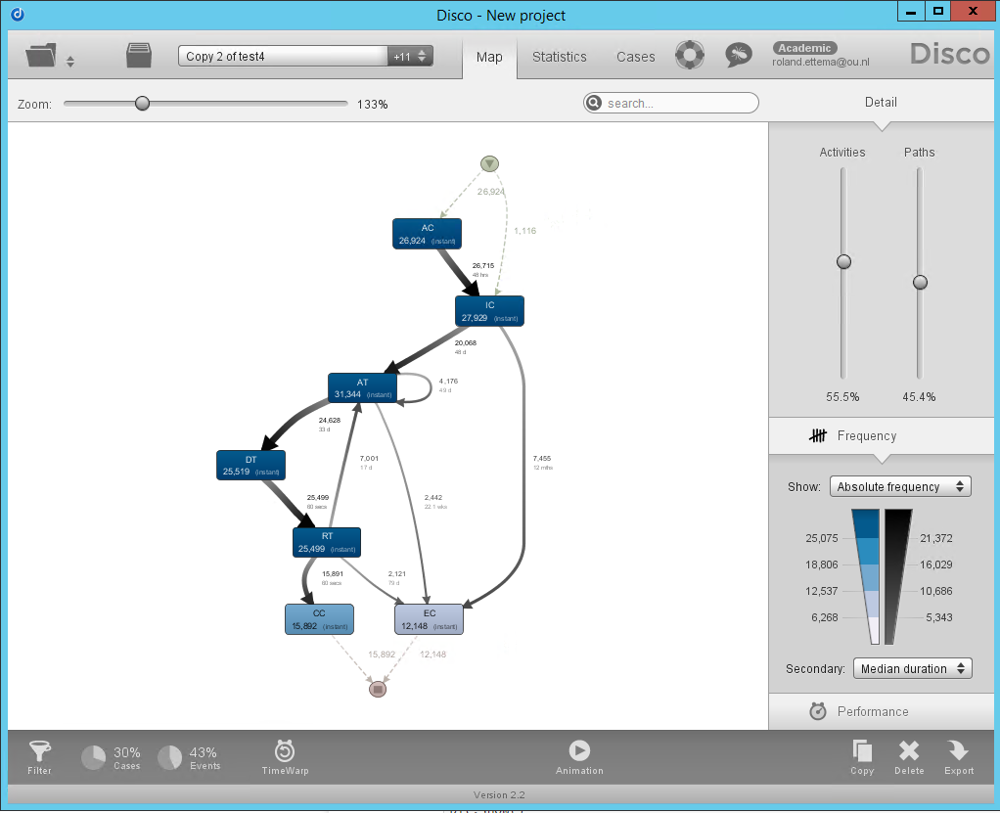 Disco - New project
X
Copy 2 of test4
+11
Map
Statistics
Cases
Academic
roland.ettema@ou.nl
Disco
Zoom:
133%
search...
Detail
Activities
Paths
55.5%
45.4%
Frequency
Show:
Absolute frequency
25,075
21,372
18,806
16,029
12,537
10,686
6,268
5,343
Secondary:
Median duration
Performance
26,924
1,116
AC
26,924 (instant)
26,715
48 hrs
IC
27,929 (instant)
20,068
48 d
AT
31,344 (instant)
4,176
49 d
24,628
33 d
7,001
17 d
7,455
12 mths
DT
25,519 (instant)
25,499
60 secs
2,442
22.1 wks
RT
25,499 (instant)
15,891
60 secs
2,121
79 d
CC
15,892 (instant)
EC
12,148 (instant)
15,892
12,148
Filter
30%
Cases
43%
Events
TimeWarp
Animation
Copy
Delete
Export
Version 2.2